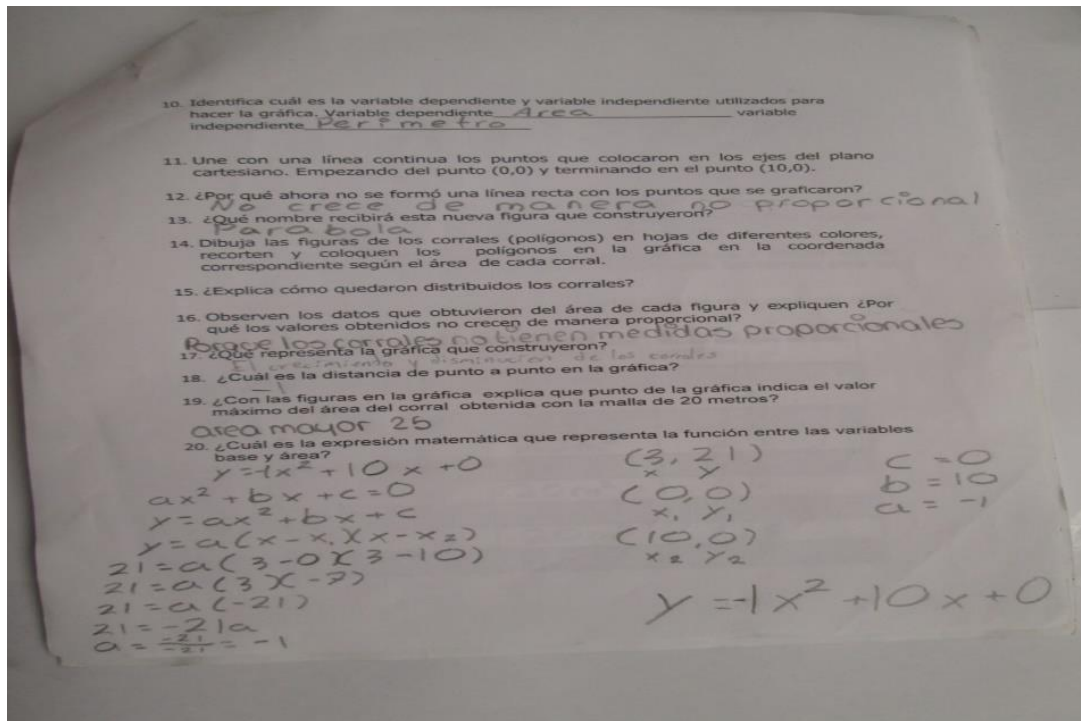 10. Identifica cuál es la variable dependiente y variable independiente utilizados para
hacer la gráfica. Variable dependiente Area variable
independiente Perimetro
11. Une con una línea continua los puntos que colocaron en los ejes del plano
cartesiano. Empezando del punto (0,0) y terminando en el punto (10,0).
12. ¿Por qué ahora no se formó una línea recta con los puntos que se graficaron?
No crece de manera no proporcional
13. ¿Qué nombre recibirá esta nueva figura que construyeron?
Parabola
14. Dibuja las figuras de los corrales (polígonos) en hojas de diferentes colores,
recorten y coloquen los polígonos en la gráfica en la coordenada
correspondiente según el área de cada corral.
15. ¿Explica cómo quedaron distribuidos los corrales?
16. Observen los datos que obtuvieron del área de cada figura y expliquen ¿Por
qué los valores obtenidos no crecen de manera proporcional?
Porque los corrales no tienen medidas proporcionales
17. ¿Qué representa la gráfica que construyeron?
El crecimiento y disminucion de los corrales
18. ¿Cuál es la distancia de punto a punto en la gráfica?
-1
19. ¿Con las figuras en la gráfica explica que punto de la gráfica indica el valor
máximo del área del corral obtenida con la malla de 20 metros?
area mayor 25
20. ¿Cuál es la expresión matemática que representa la función entre las variables
base y área?
y=-1x²+10x+0
ax²+bx+c=0
y=ax²+bx+c
y=a(x-x₁)(x-x₂)
21=a(3-0)(3-10)
21=a(3)(-7)
21=a(-21)
21=-21a
a = 21/-21 = -1
(3, 21)
x y
(0,0)
x₁ y₁
(10,0)
x₂ y₂
c = 0
b = 10
a = -1
y =-1x²+10x+0